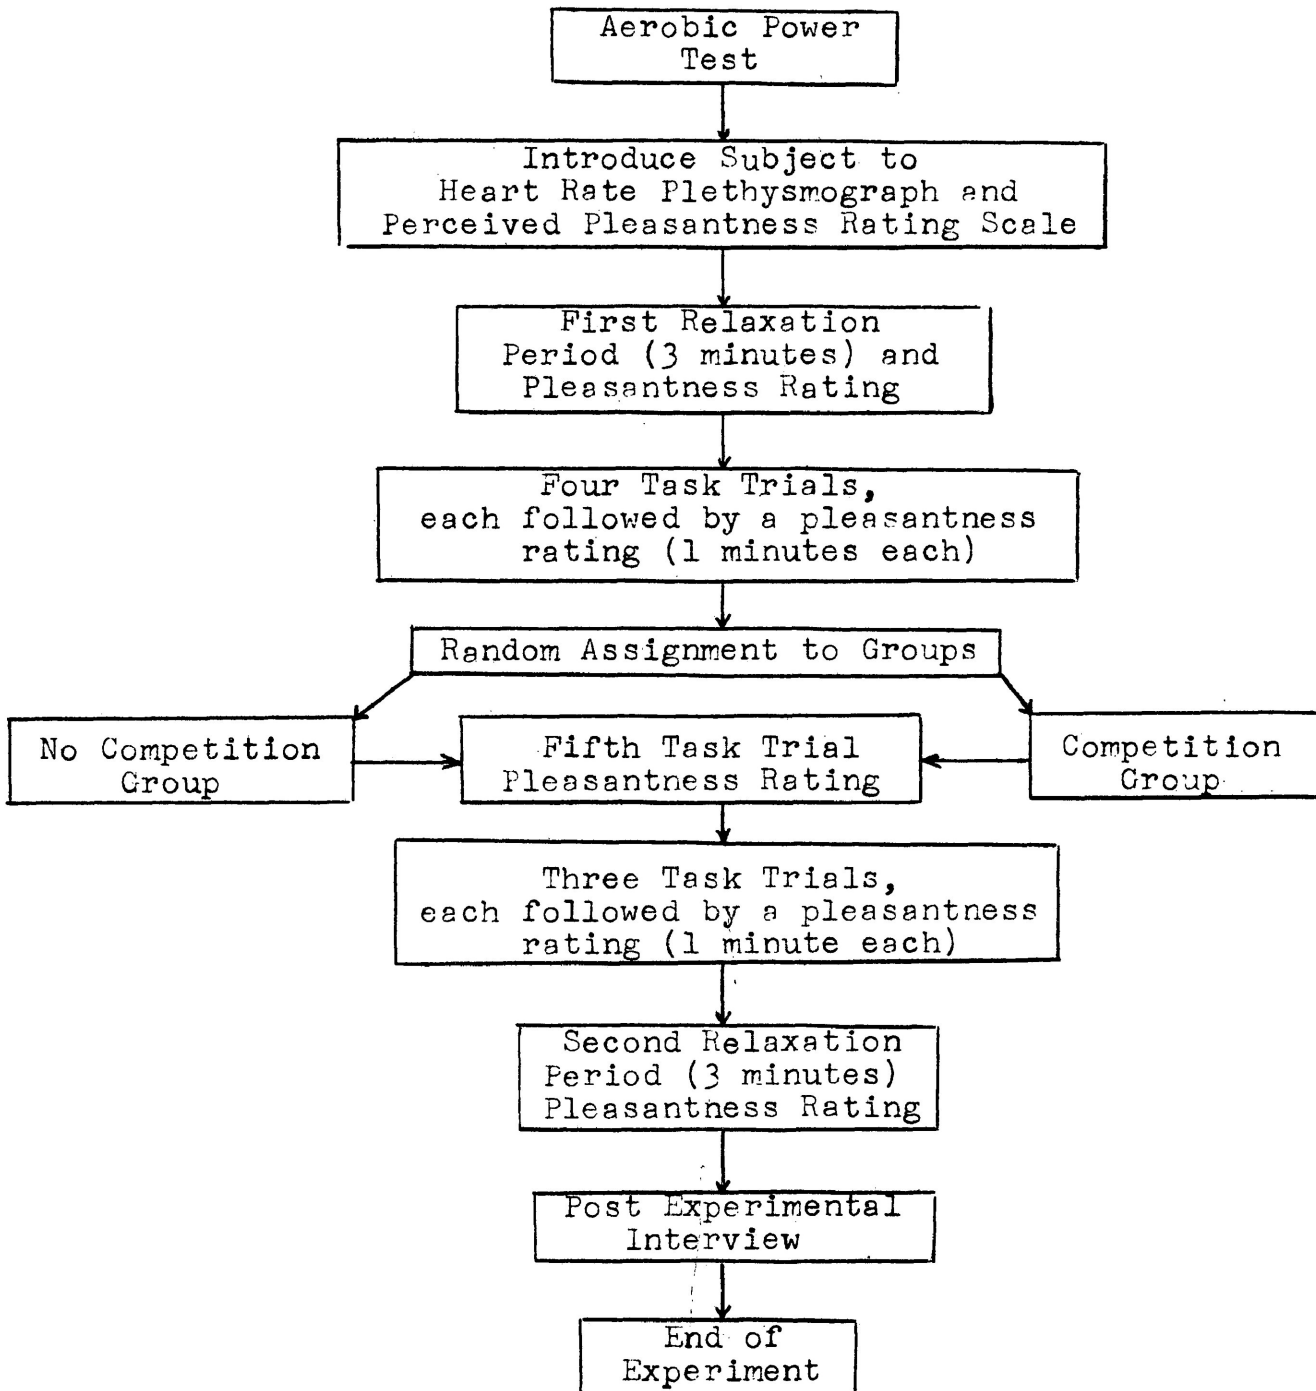 Aerobic Power
Test
Introduce Subject to
Heart Rate Plethysmograph and
Perceived Pleasantness Rating Scale
First Relaxation
Period (3 minutes) and
Pleasantness Rating
Four Task Trials,
each followed by a pleasantness
rating (1 minutes each)
Random Assignment to Groups
No Competition
Group
Fifth Task Trial
Pleasantness Rating
Competition
Group
Three Task Trials,
each followed by a pleasantness
rating (1 minute each)
Second Relaxation
Period (3 minutes)
Pleasantness Rating
Post Experimental
Interview
End of
Experiment